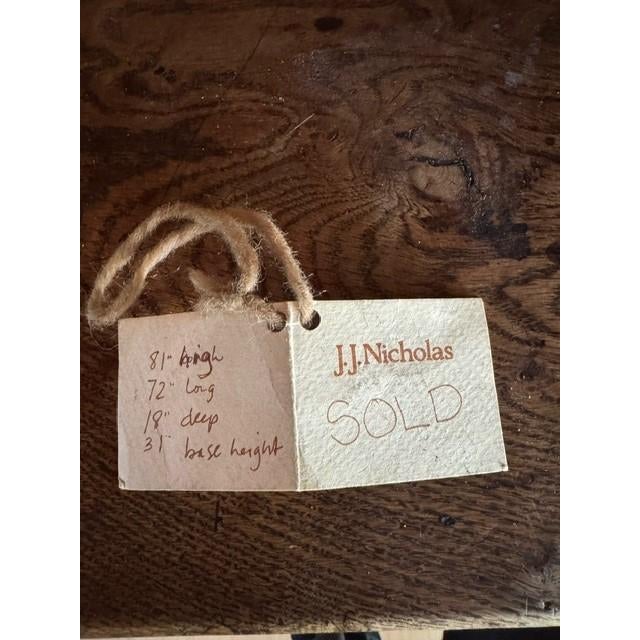 81" high
72" long
18" deep
31" base height
J.J.Nicholas
SOLD